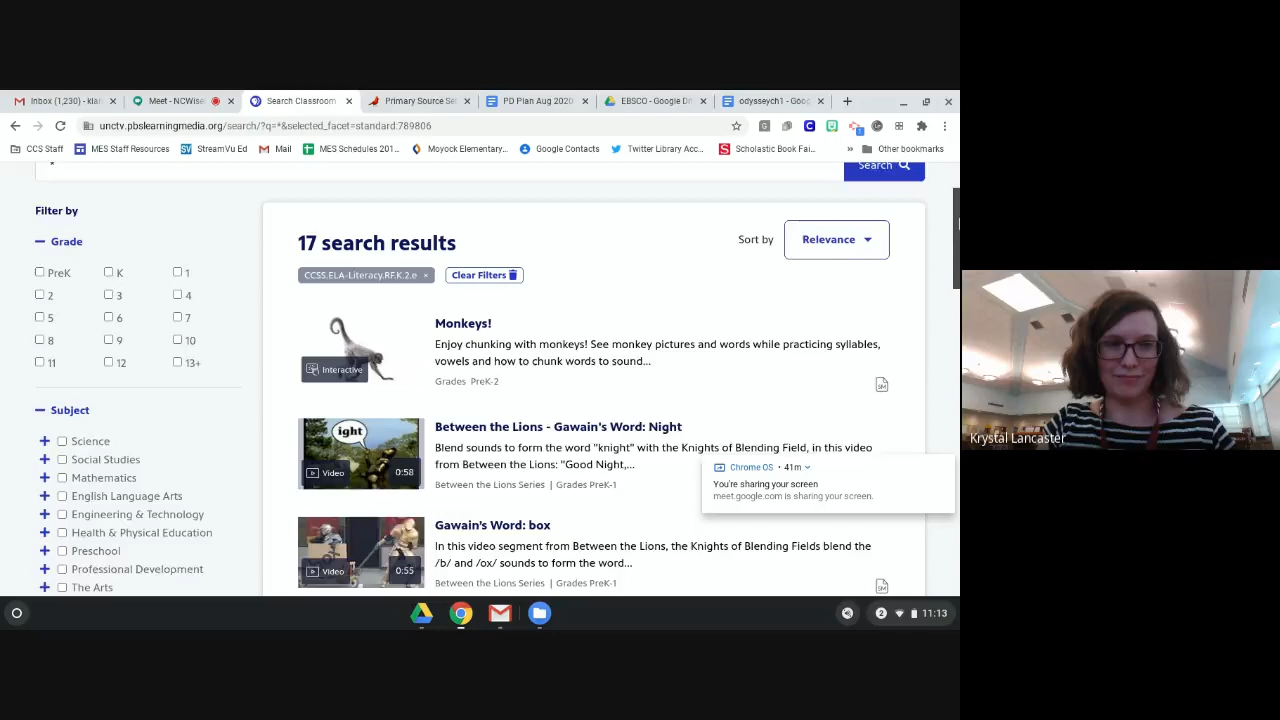 Inbox (1,230) - kla
Meet - NCWise
Search Classroom
Primary Source Se
PD Plan Aug 2020
EBSCO - Google Dr
odysseych1 - Goog
unctv.pbslearningmedia.org/search/?q=*&selected_facet=standard:789806
CCS Staff
MES Staff Resources
StreamVu Ed
Mail
MES Schedules 201...
Moyock Elementary...
Google Contacts
Twitter Library Acc...
Scholastic Book Fai...
Other bookmarks
*
Search
Filter by
Grade
PreK K 1
2 3 4
5 6 7
8 9 10
11 12 13+
Subject
Science
Social Studies
Mathematics
English Language Arts
Engineering & Technology
Health & Physical Education
Preschool
Professional Development
The Arts
17 search results
Sort by
Relevance
CCSS.ELA-Literacy.RF.K.2.e ×
Clear Filters
Interactive
Monkeys!
Enjoy chunking with monkeys! See monkey pictures and words while practicing syllables,
vowels and how to chunk words to sound...
Grades PreK-2
SM
ight
Video
0:58
Between the Lions - Gawain's Word: Night
Blend sounds to form the word "knight" with the Knights of Blending Field, in this video
from Between the Lions: "Good Night,...
Between the Lions Series | Grades PreK-1
Chrome OS • 41m
You're sharing your screen
meet.google.com is sharing your screen.
Video
0:55
Gawain's Word: box
In this video segment from Between the Lions, the Knights of Blending Fields blend the
/b/ and /ox/ sounds to form the word...
Between the Lions Series | Grades PreK-1
SM
2
11:13
Krystal Lancaster